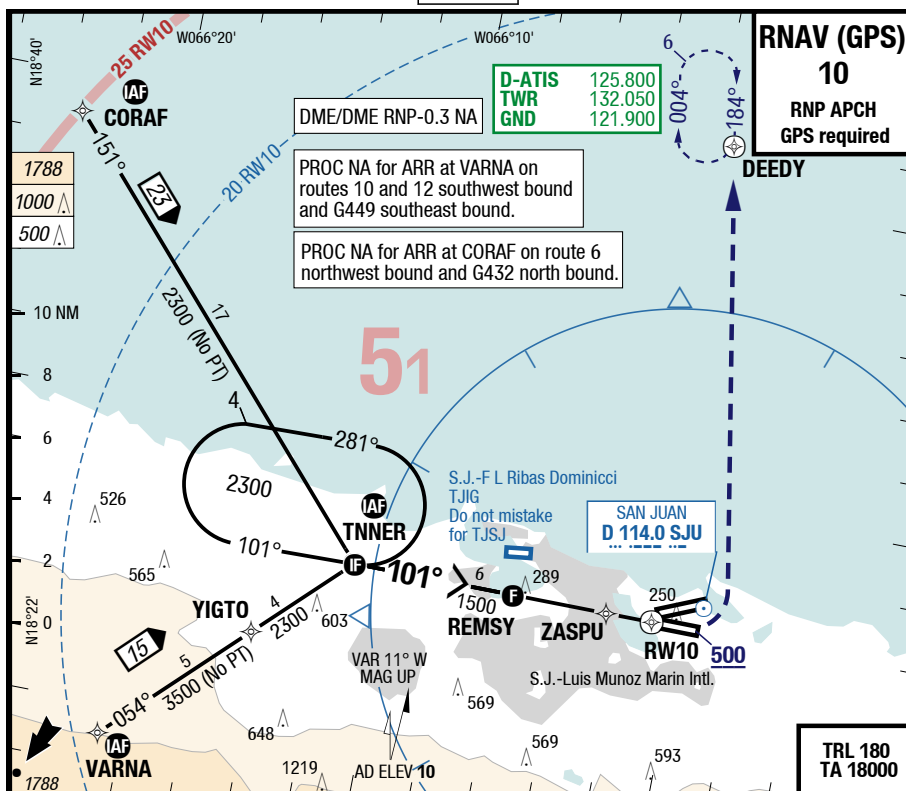 N18°40'
W066°20'
W066°10'
RNAV (GPS)
10
RNP APCH
GPS required
25 RW10
IAF
CORAF
151°
23
20 RW10
DME/DME RNP-0.3 NA
D-ATIS 125.800
TWR 132.050
GND 121.900
6
004°
184°
DEEDY
1788
1000
500
PROC NA for ARR at VARNA on
routes 10 and 12 southwest bound
and G449 southeast bound.
PROC NA for ARR at CORAF on route 6
northwest bound and G432 north bound.
17
2300 (No PT)
10 NM
8
6
4
2
0
N18°22'
51
4
281°
2300
101°
IAF
TNNER
IF
101°
S.J.-F L Ribas Dominicci
TJIG
Do not mistake
for TJSJ
SAN JUAN
D 114.0 SJU
526
565
YIGTO
4
2300
603
6
1500
289
F
REMSY
ZASPU
250
RW10
500
S.J.-Luis Munoz Marin Intl.
15
5
3500 (No PT)
054°
IAF
VARNA
VAR 11° W
MAG UP
569
648
569
593
1219
AD ELEV 10
1788
TRL 180
TA 18000